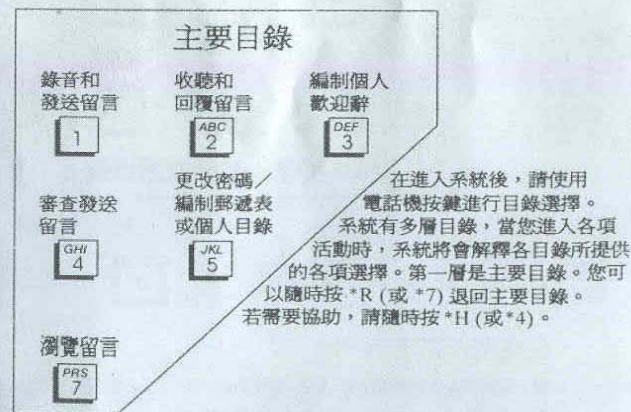 主要目錄
錄音和
發送留言
1
收聽和
回覆留言
ABC
2
編制個人
歡迎辭
DEF
3
審查發送
留言
GHI
4
更改密碼／
編制郵遞表
或個人目錄
JKL
5
瀏覽留言
PRS
7
在進入系統後，請使用
電話機按鍵進行目錄選擇。
系統有多層目錄，當您進入各項
活動時，系統將會解釋各目錄所提供
的各項選擇。第一層是主要目錄。您可
以隨時按 *R (或 *7) 退回主要目錄。
若需要協助，請隨時按 *H (或 *4)。